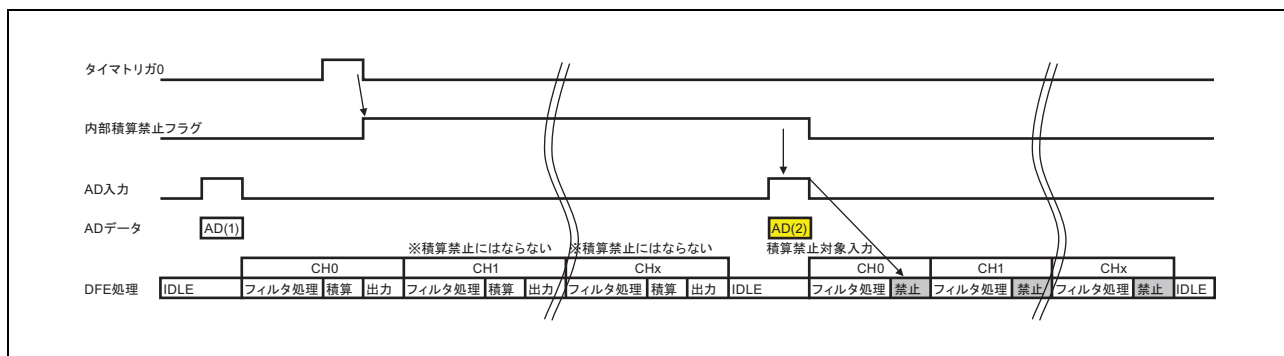 タイマトリガ0
内部積算禁止フラグ
AD入力
ADデータ AD(1) AD(2)
※積算禁止にはならない ※積算禁止にはならない 積算禁止対象入力
CH0 CH1 CHx CH0 CH1 CHx
DFE処理 IDLE フィルタ処理 積算 出力 フィルタ処理 積算 出力 フィルタ処理 積算 出力 IDLE フィルタ処理 禁止 フィルタ処理 禁止 フィルタ処理 禁止 IDLE